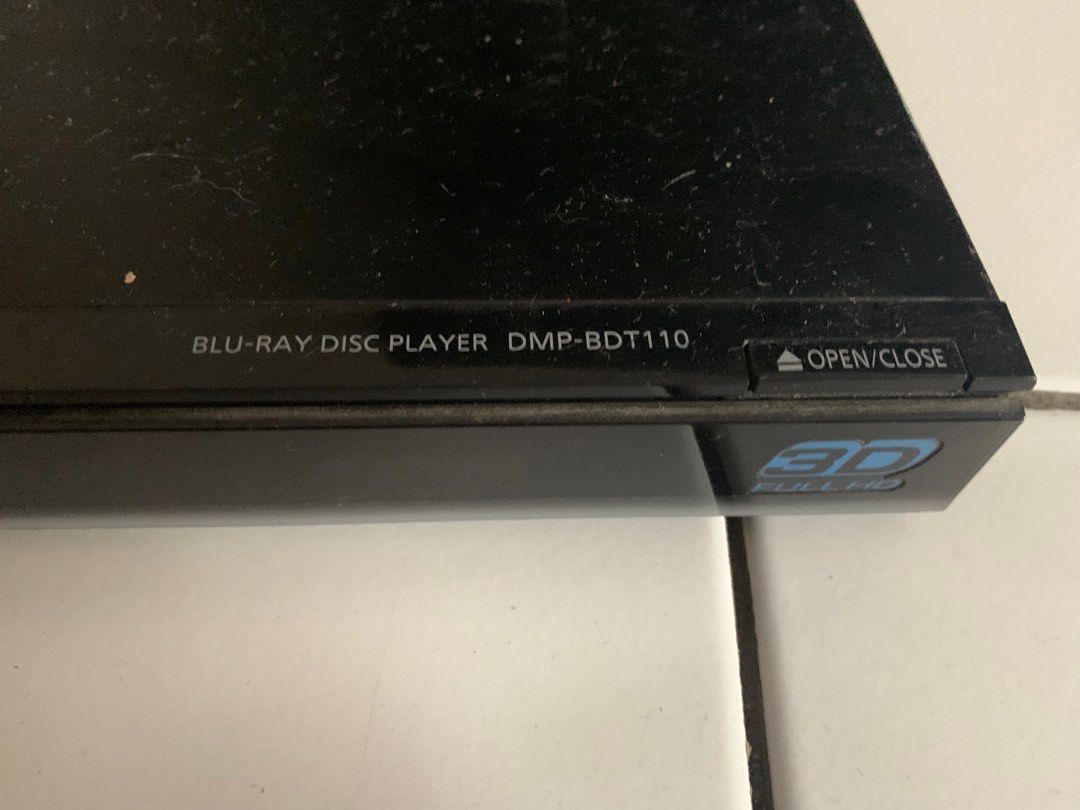 BLU-RAY DISC PLAYER DMP-BDT110
OPEN/CLOSE
3D
FULL HD